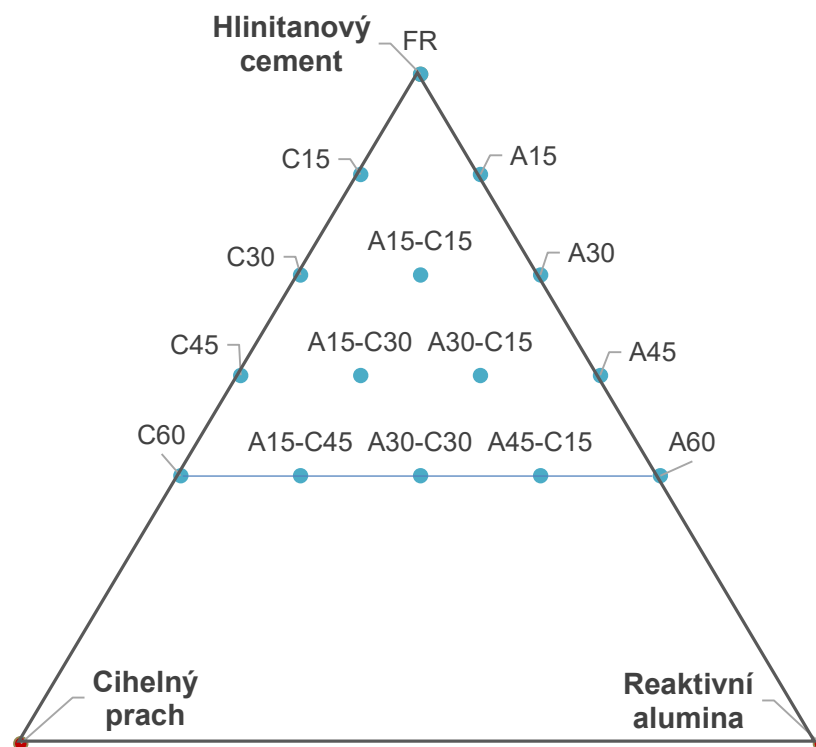 Hlinitanový
cement
FR
C15
A15
C30
A15-C15
A30
C45
A15-C30
A30-C15
A45
C60
A15-C45
A30-C30
A45-C15
A60
Cihelný
prach
Reaktivní
alumina